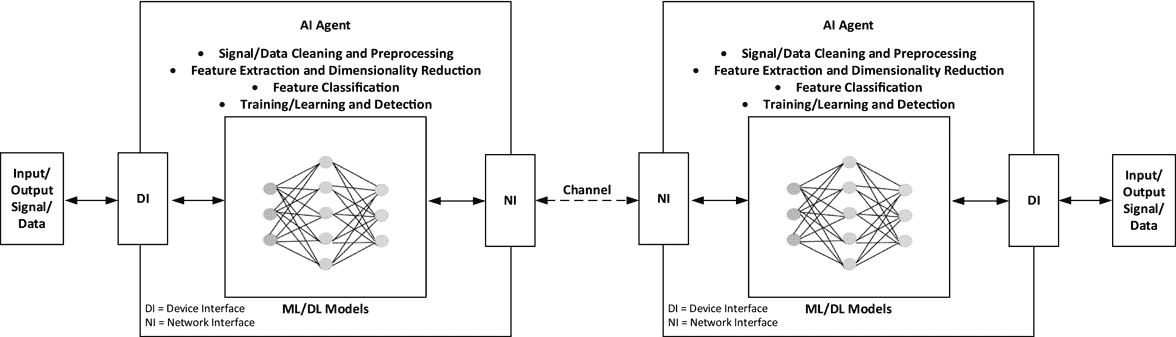 AI Agent
• Signal/Data Cleaning and Preprocessing
• Feature Extraction and Dimensionality Reduction
• Feature Classification
• Training/Learning and Detection
Input/
Output
Signal/
Data
DI
NI
ML/DL Models
DI = Device Interface
NI = Network Interface
Channel
AI Agent
• Signal/Data Cleaning and Preprocessing
• Feature Extraction and Dimensionality Reduction
• Feature Classification
• Training/Learning and Detection
NI
DI
Input/
Output
Signal/
Data
DI = Device Interface
NI = Network Interface
ML/DL Models